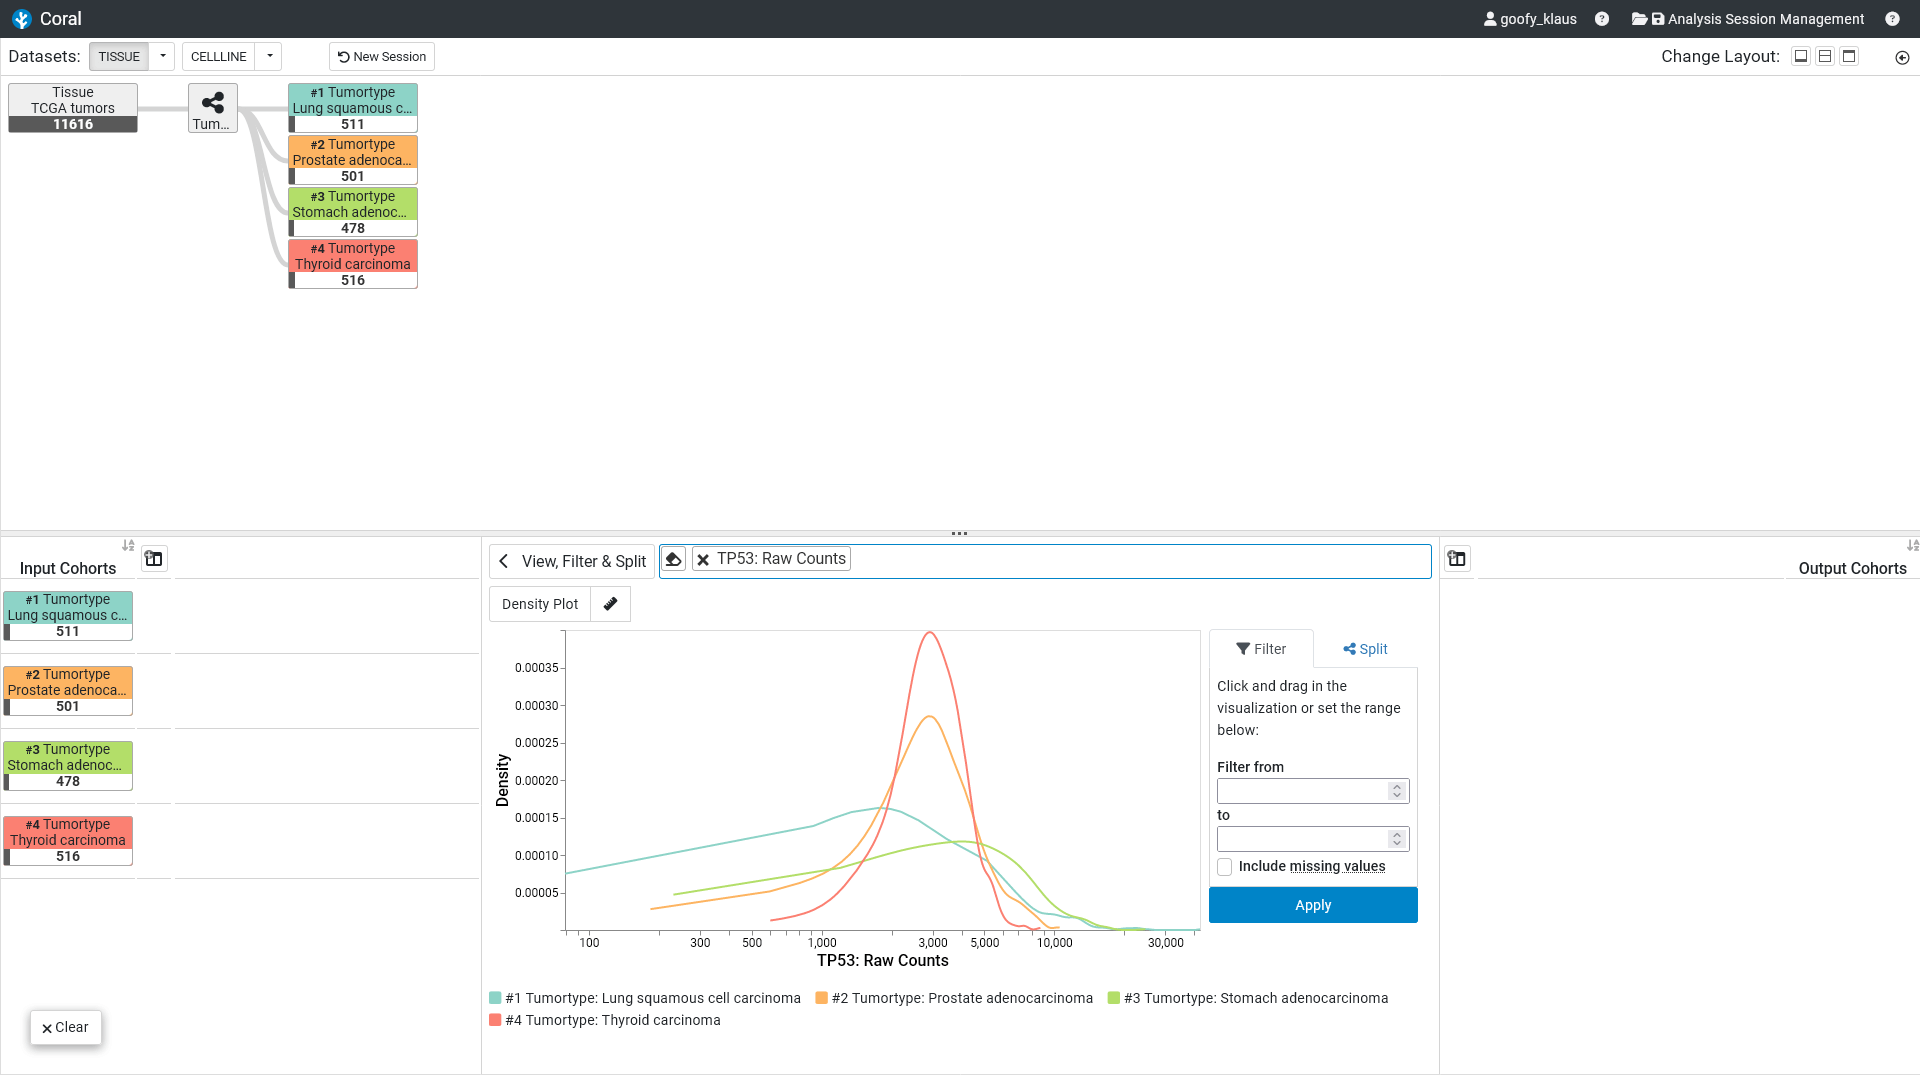 Coral
goofy_klaus
Analysis Session Management
Datasets:
TISSUE
CELLLINE
New Session
Change Layout:
Tissue
TCGA tumors
11616
Tum...
#1 Tumortype
Lung squamous c...
511
#2 Tumortype
Prostate adenoca...
501
#3 Tumortype
Stomach adenoc...
478
#4 Tumortype
Thyroid carcinoma
516
Input Cohorts
#1 Tumortype
Lung squamous c...
511
#2 Tumortype
Prostate adenoca...
501
#3 Tumortype
Stomach adenoc...
478
#4 Tumortype
Thyroid carcinoma
516
Clear
View, Filter & Split
TP53: Raw Counts
Density Plot
Density
0.00035
0.00030
0.00025
0.00020
0.00015
0.00010
0.00005
100
300
500
1,000
3,000
5,000
10,000
30,000
TP53: Raw Counts
#1 Tumortype: Lung squamous cell carcinoma
#2 Tumortype: Prostate adenocarcinoma
#3 Tumortype: Stomach adenocarcinoma
#4 Tumortype: Thyroid carcinoma
Filter
Split
Click and drag in the
visualization or set the range
below:
Filter from
to
Include missing values
Apply
Output Cohorts